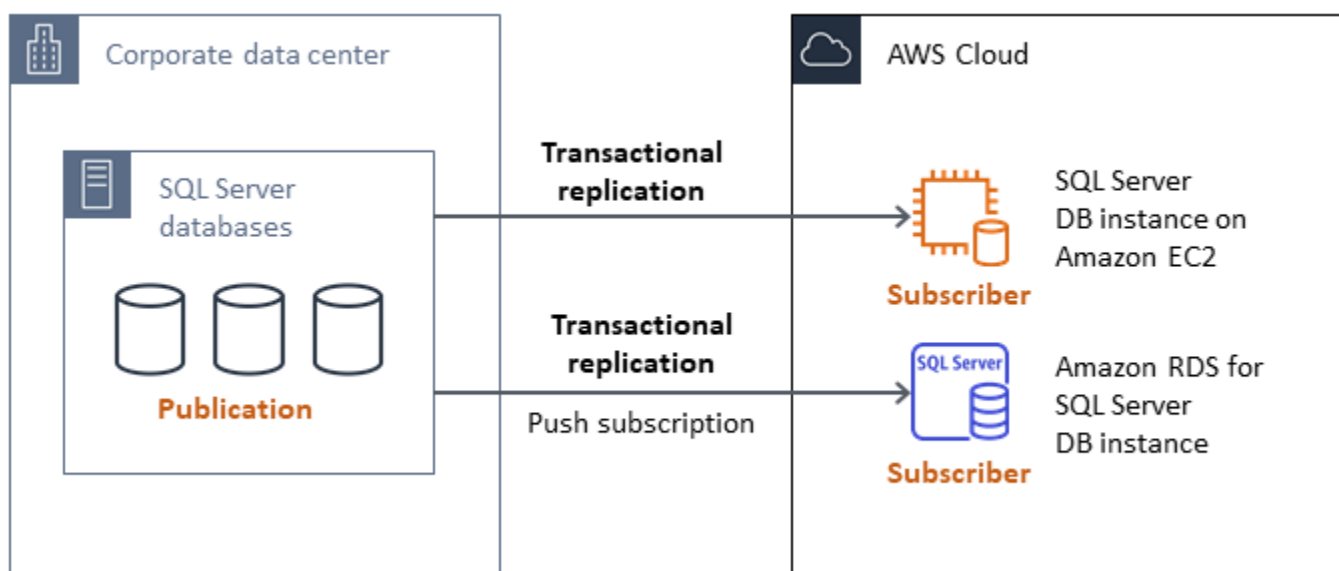 Corporate data center
AWS Cloud
SQL Server
databases
Publication
Transactional
replication
Transactional
replication
Push subscription
SQL Server
DB instance on
Amazon EC2
Subscriber
SQL Server
Amazon RDS for
SQL Server
DB instance
Subscriber